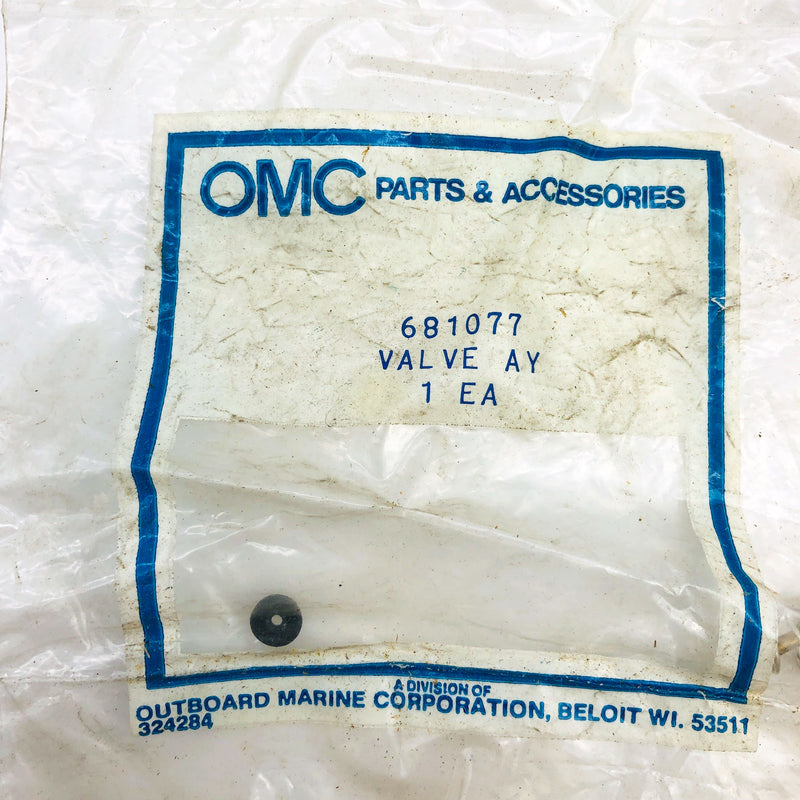 OMC PARTS & ACCESSORIES
681077
VALVE AY
1 EA
A DIVISION OF
OUTBOARD MARINE CORPORATION, BELOIT WI. 53511
324284